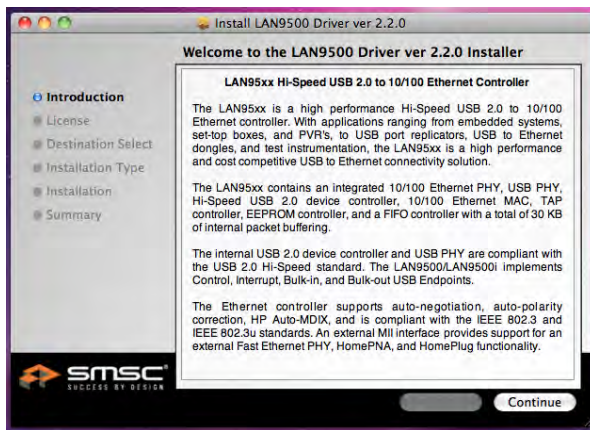 Install LAN9500 Driver ver 2.2.0
Welcome to the LAN9500 Driver ver 2.2.0 Installer
Introduction
License
Destination Select
Installation Type
Installation
Summary
LAN95xx Hi-Speed USB 2.0 to 10/100 Ethernet Controller
The LAN95xx is a high performance Hi-Speed USB 2.0 to 10/100
Ethernet controller. With applications ranging from embedded systems,
set-top boxes, and PVR's, to USB port replicators, USB to Ethernet
dongles, and test instrumentation, the LAN95xx is a high performance
and cost competitive USB to Ethernet connectivity solution.
The LAN95xx contains an integrated 10/100 Ethernet PHY, USB PHY,
Hi-Speed USB 2.0 device controller, 10/100 Ethernet MAC, TAP
controller, EEPROM controller, and a FIFO controller with a total of 30 KB
of internal packet buffering.
The internal USB 2.0 device controller and USB PHY are compliant with
the USB 2.0 Hi-Speed standard. The LAN9500/LAN9500i implements
Control, Interrupt, Bulk-in, and Bulk-out USB Endpoints.
The Ethernet controller supports auto-negotiation, auto-polarity
correction, HP Auto-MDIX, and is compliant with the IEEE 802.3 and
IEEE 802.3u standards. An external MII interface provides support for an
external Fast Ethernet PHY, HomePNA, and HomePlug functionality.
smsc
SUCCESS BY DESIGN
Continue